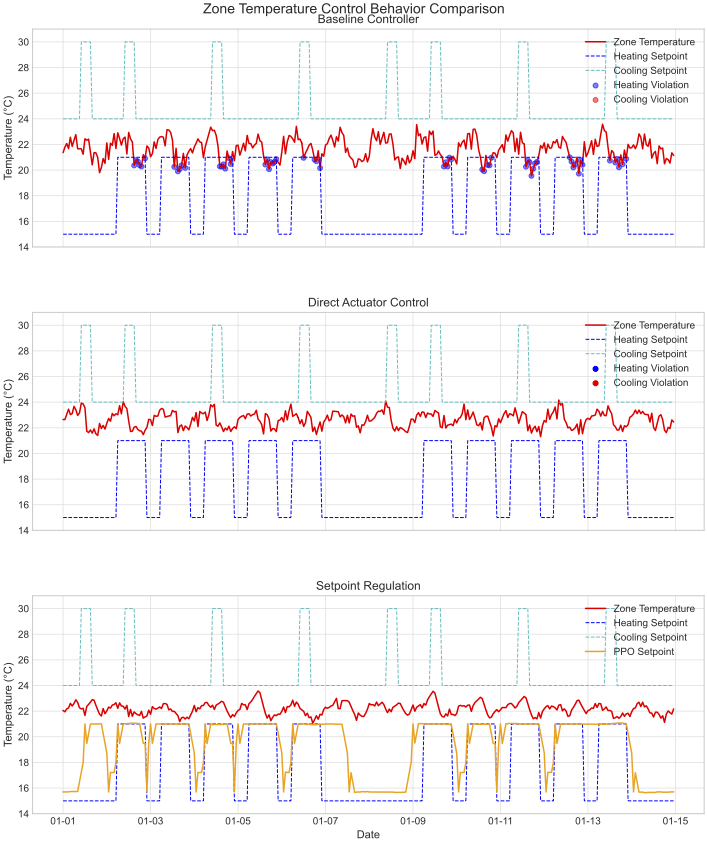 Zone Temperature Control Behavior Comparison
Baseline Controller
Temperature (°C)
30
28
26
24
22
20
18
16
14
Zone Temperature
Heating Setpoint
Cooling Setpoint
Heating Violation
Cooling Violation
Direct Actuator Control
Temperature (°C)
30
28
26
24
22
20
18
16
14
Zone Temperature
Heating Setpoint
Cooling Setpoint
Heating Violation
Cooling Violation
Setpoint Regulation
Temperature (°C)
30
28
26
24
22
20
18
16
14
Zone Temperature
Heating Setpoint
Cooling Setpoint
PPO Setpoint
01-01 01-03 01-05 01-07 01-09 01-11 01-13 01-15
Date